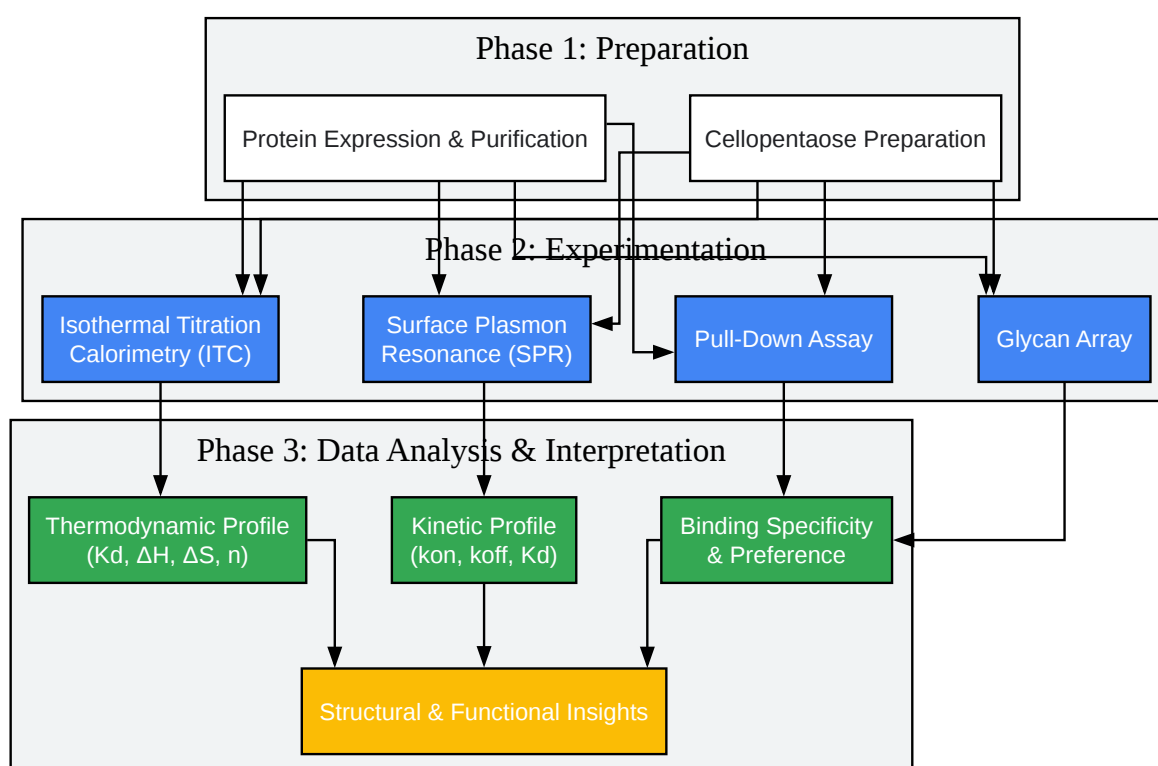 Phase 1: Preparation
Protein Expression & Purification
Cellopentaose Preparation
Phase 2: Experimentation
Isothermal Titration
Calorimetry (ITC)
Surface Plasmon
Resonance (SPR)
Pull-Down Assay
Glycan Array
Phase 3: Data Analysis & Interpretation
Thermodynamic Profile
(Kd, ΔH, ΔS, n)
Kinetic Profile
(kon, koff, Kd)
Binding Specificity
& Preference
Structural & Functional Insights